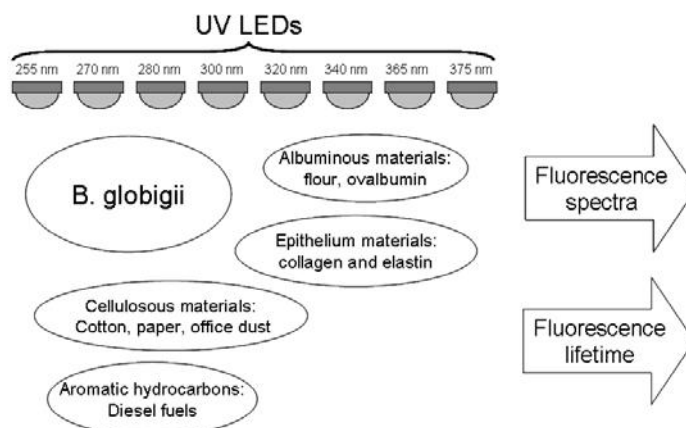 UV LEDs
255 nm 270 nm 280 nm 300 nm 320 nm 340 nm 365 nm 375 nm
B. globigii
Albuminous materials:
flour, ovalbumin
Epithelium materials:
collagen and elastin
Cellulosous materials:
Cotton, paper, office dust
Aromatic hydrocarbons:
Diesel fuels
Fluorescence
spectra
Fluorescence
lifetime